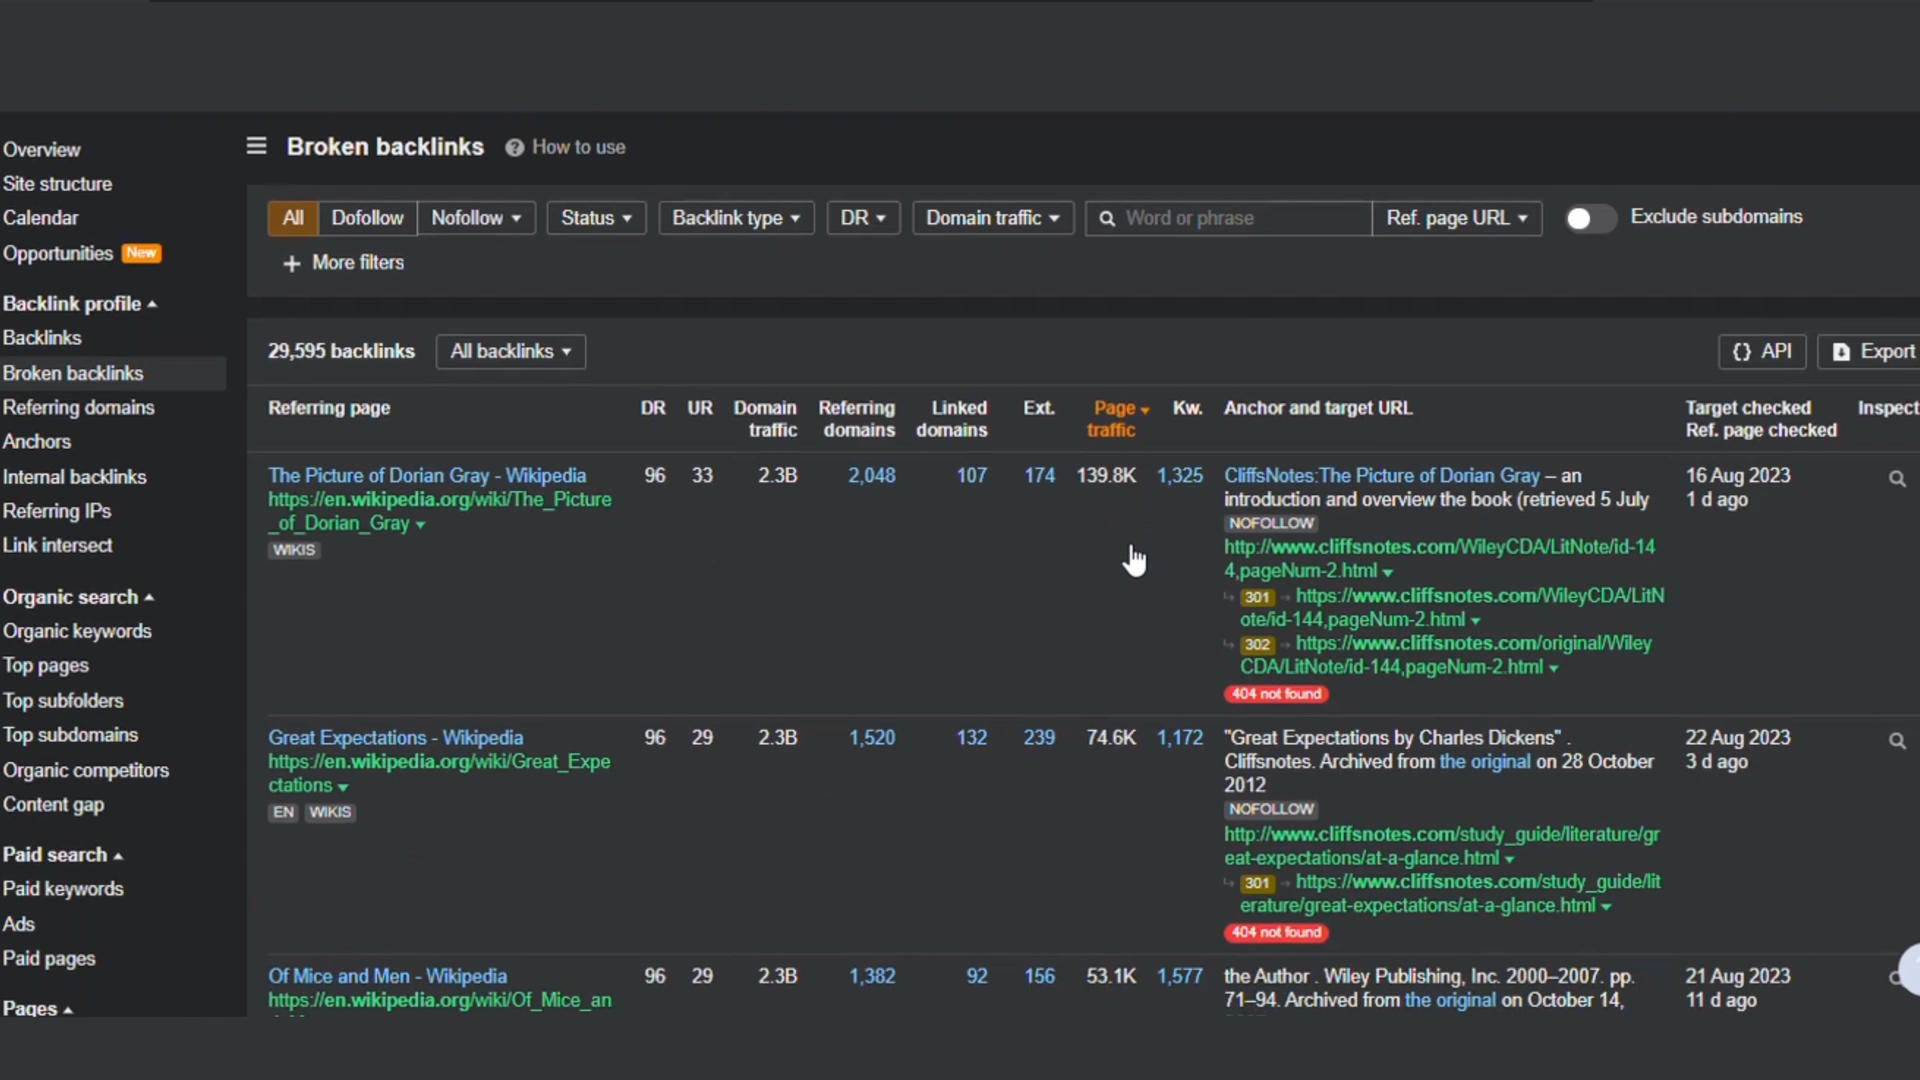 Broken backlinks How to use
All Dofollow Nofollow Status Backlink type DR Domain traffic Word or phrase Ref. page URL Exclude subdomains
+ More filters
Overview
Site structure
Calendar
Opportunities New
Backlink profile
Backlinks
Broken backlinks
Referring domains
Anchors
Internal backlinks
Referring IPs
Link intersect
Organic search
Organic keywords
Top pages
Top subfolders
Top subdomains
Organic competitors
Content gap
Paid search
Paid keywords
Ads
Paid pages
Pages
29,595 backlinks All backlinks {} API Export
Referring page DR UR Domain traffic Referring domains Linked domains Ext. Page traffic Kw. Anchor and target URL Target checked Ref. page checked Inspect
The Picture of Dorian Gray - Wikipedia
https://en.wikipedia.org/wiki/The_Picture
_of_Dorian_Gray
WIKIS
96 33 2.3B 2,048 107 174 139.8K 1,325
CliffsNotes:The Picture of Dorian Gray – an
introduction and overview the book (retrieved 5 July
NOFOLLOW
http://www.cliffsnotes.com/WileyCDA/LitNote/id-14
4,pageNum-2.html
301 https://www.cliffsnotes.com/WileyCDA/LitN
ote/id-144,pageNum-2.html
302 https://www.cliffsnotes.com/original/Wiley
CDA/LitNote/id-144,pageNum-2.html
404 not found
16 Aug 2023
1 d ago
Great Expectations - Wikipedia
https://en.wikipedia.org/wiki/Great_Expe
ctations
EN WIKIS
96 29 2.3B 1,520 132 239 74.6K 1,172
"Great Expectations by Charles Dickens" .
Cliffsnotes. Archived from the original on 28 October
2012
NOFOLLOW
http://www.cliffsnotes.com/study_guide/literature/gr
eat-expectations/at-a-glance.html
301 https://www.cliffsnotes.com/study_guide/lit
erature/great-expectations/at-a-glance.html
404 not found
22 Aug 2023
3 d ago
Of Mice and Men - Wikipedia
https://en.wikipedia.org/wiki/Of_Mice_an
96 29 2.3B 1,382 92 156 53.1K 1,577
the Author . Wiley Publishing, Inc. 2000–2007. pp.
71–94. Archived from the original on October 14,
21 Aug 2023
11 d ago